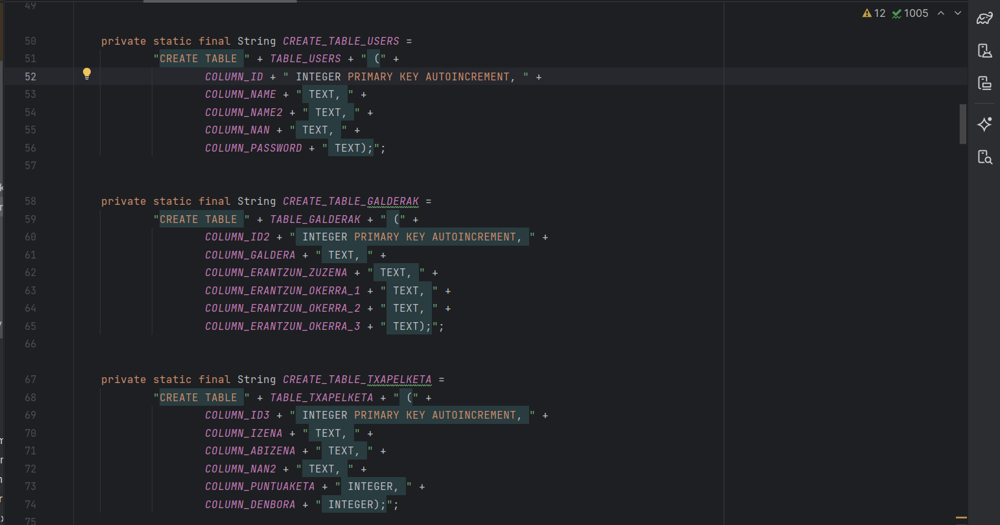 49
12 1005
50 private static final String CREATE_TABLE_USERS =
51 "CREATE TABLE " + TABLE_USERS + " (" +
52 COLUMN_ID + " INTEGER PRIMARY KEY AUTOINCREMENT, " +
53 COLUMN_NAME + " TEXT, " +
54 COLUMN_NAME2 + " TEXT, " +
55 COLUMN_NAN + " TEXT, " +
56 COLUMN_PASSWORD + " TEXT);";
57
58 private static final String CREATE_TABLE_GALDERAK =
59 "CREATE TABLE " + TABLE_GALDERAK + " (" +
60 COLUMN_ID2 + " INTEGER PRIMARY KEY AUTOINCREMENT, " +
61 COLUMN_GALDERA + " TEXT, " +
62 COLUMN_ERANTZUN_ZUZENA + " TEXT, " +
63 COLUMN_ERANTZUN_OKERRA_1 + " TEXT, " +
64 COLUMN_ERANTZUN_OKERRA_2 + " TEXT, " +
65 COLUMN_ERANTZUN_OKERRA_3 + " TEXT);";
66
67 private static final String CREATE_TABLE_TXAPELKETA =
68 "CREATE TABLE " + TABLE_TXAPELKETA + " (" +
69 COLUMN_ID3 + " INTEGER PRIMARY KEY AUTOINCREMENT, " +
70 COLUMN_IZENA + " TEXT, " +
71 COLUMN_ABIZENA + " TEXT, " +
72 COLUMN_NAN2 + " TEXT, " +
73 COLUMN_PUNTUAKETA + " INTEGER, " +
74 COLUMN_DENBORA + " INTEGER);";
75